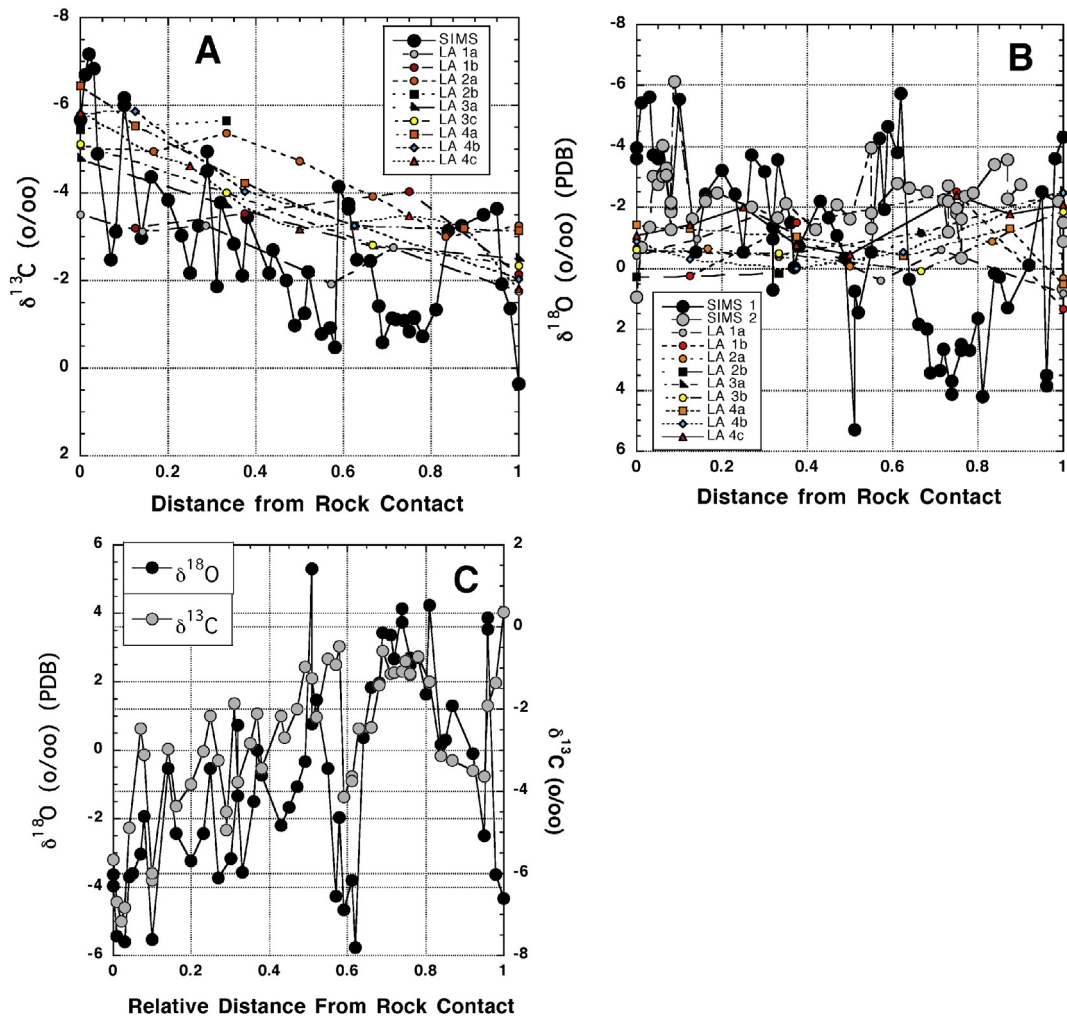 A
SIMS
LA 1a
LA 1b
LA 2a
LA 2b
LA 3a
LA 3c
LA 4a
LA 4b
LA 4c
-8
-6
-4
-2
0
2
δ¹³C (o/oo)
0 0.2 0.4 0.6 0.8 1
Distance from Rock Contact
B
SIMS 1
SIMS 2
LA 1a
LA 1b
LA 2a
LA 2b
LA 3a
LA 3b
LA 4a
LA 4b
LA 4c
-8
-6
-4
-2
0
2
4
6
δ¹⁸O (o/oo) (PDB)
0 0.2 0.4 0.6 0.8 1
Distance from Rock Contact
C
δ¹⁸O
δ¹³C
6
4
2
0
-2
-4
-6
δ¹⁸O (o/oo) (PDB)
2
0
-2
-4
-6
-8
δ¹³C (o/oo)
0 0.2 0.4 0.6 0.8 1
Relative Distance From Rock Contact